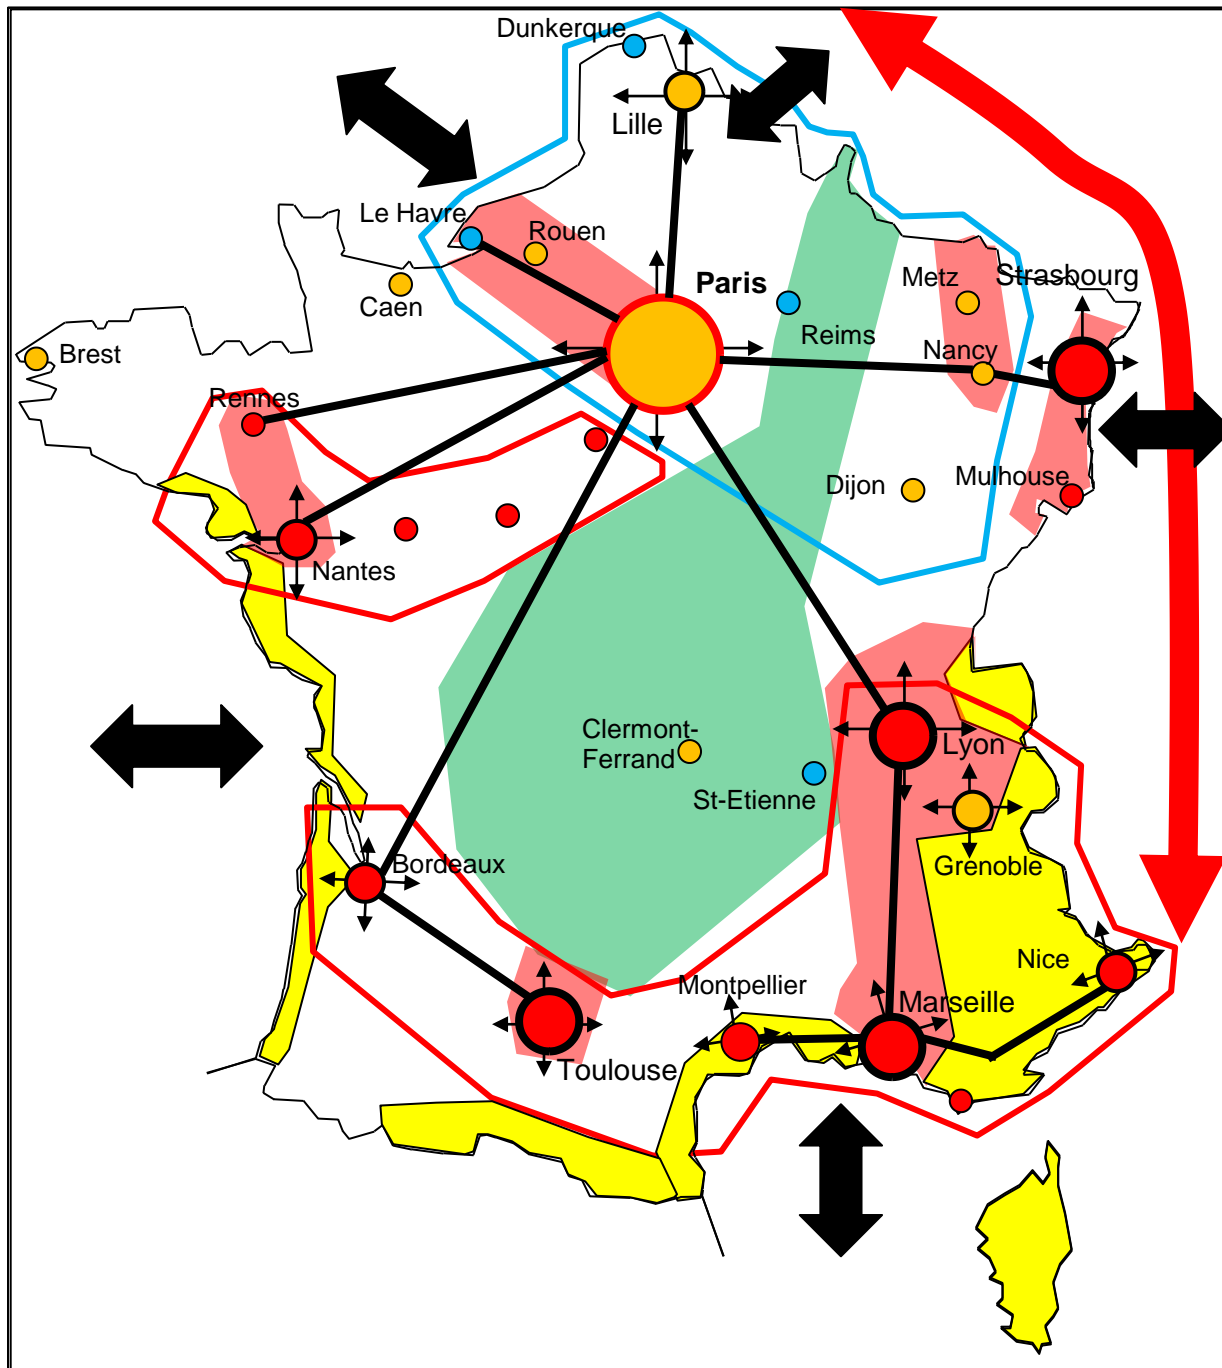 Dunkerque
Lille
Le Havre
Rouen
Paris
Metz
Strasbourg
Caen
Reims
Brest
Nancy
Rennes
Dijon
Mulhouse
Nantes
Clermont-
Ferrand
Lyon
St-Etienne
Bordeaux
Grenoble
Nice
Montpellier
Marseille
Toulouse